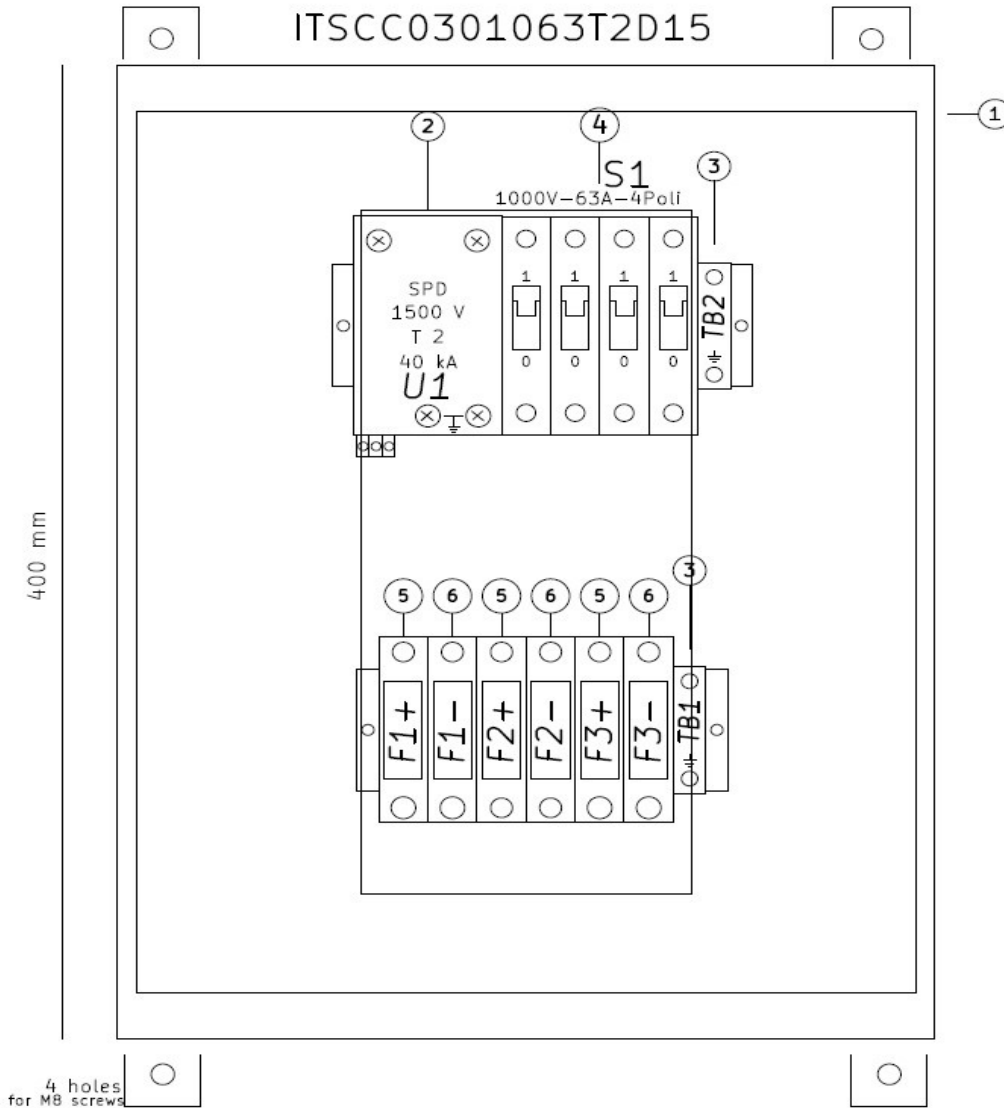 ITSCC0301063T2D15
1
2
4
3
S1
1000V-63A-4Poli
SPD
1500 V
T 2
40 kA
U1
1 1 1 1
0 0 0 0
TB2
400 mm
5 6 5 6 5 6 3
F1+ F1- F2+ F2- F3+ F3- TB1
4 holes
for M8 screws